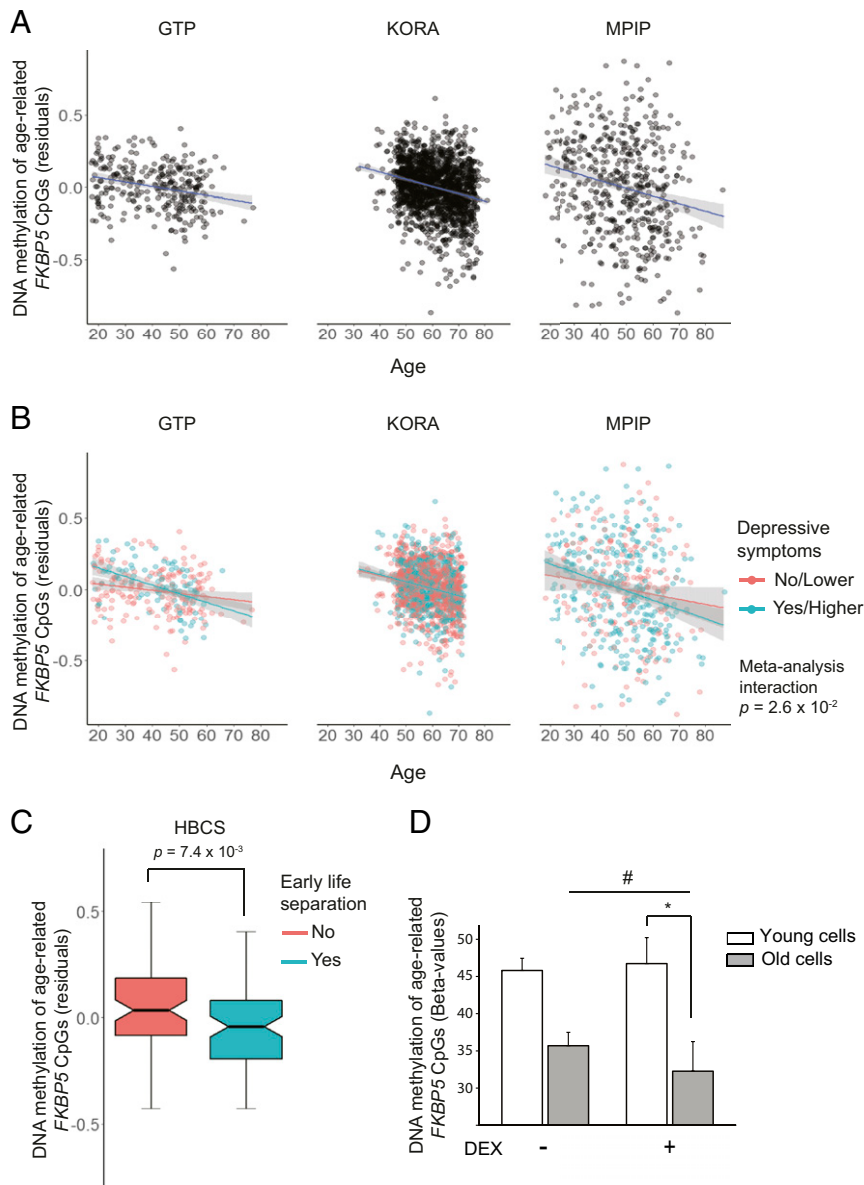 A
GTP KORA MPIP
DNA methylation of age-related
FKBP5 CpGs (residuals)
0.5
0.0
-0.5
20 30 40 50 60 70 80 20 30 40 50 60 70 80 20 30 40 50 60 70 80
Age
B
GTP KORA MPIP
DNA methylation of age-related
FKBP5 CpGs (residuals)
0.5
0.0
-0.5
Depressive
symptoms
No/Lower
Yes/Higher
Meta-analysis
interaction
p = 2.6 x 10-2
20 30 40 50 60 70 80 20 30 40 50 60 70 80 20 30 40 50 60 70 80
Age
C
HBCS
p = 7.4 x 10-3
DNA methylation of age-related
FKBP5 CpGs (residuals)
0.5
0.0
-0.5
Early life
separation
No
Yes
D
#
*
DNA methylation of age-related
FKBP5 CpGs (Beta-values)
45
40
35
30
Young cells
Old cells
DEX - +